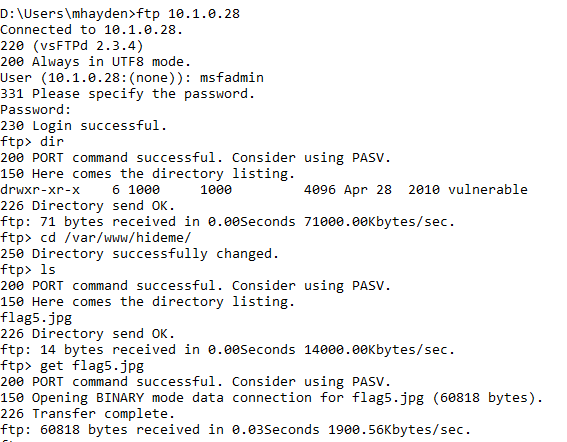 D:\Users\mhayden>ftp 10.1.0.28
Connected to 10.1.0.28.
220 (vsFTPd 2.3.4)
200 Always in UTF8 mode.
User (10.1.0.28:(none)): msfadmin
331 Please specify the password.
Password:
230 Login successful.
ftp> dir
200 PORT command successful. Consider using PASV.
150 Here comes the directory listing.
drwxr-xr-x    6 1000     1000         4096 Apr 28  2010 vulnerable
226 Directory send OK.
ftp: 71 bytes received in 0.00Seconds 71000.00Kbytes/sec.
ftp> cd /var/www/hideme/
250 Directory successfully changed.
ftp> ls
200 PORT command successful. Consider using PASV.
150 Here comes the directory listing.
flag5.jpg
226 Directory send OK.
ftp: 14 bytes received in 0.00Seconds 14000.00Kbytes/sec.
ftp> get flag5.jpg
200 PORT command successful. Consider using PASV.
150 Opening BINARY mode data connection for flag5.jpg (60818 bytes).
226 Transfer complete.
ftp: 60818 bytes received in 0.03Seconds 1900.56Kbytes/sec.